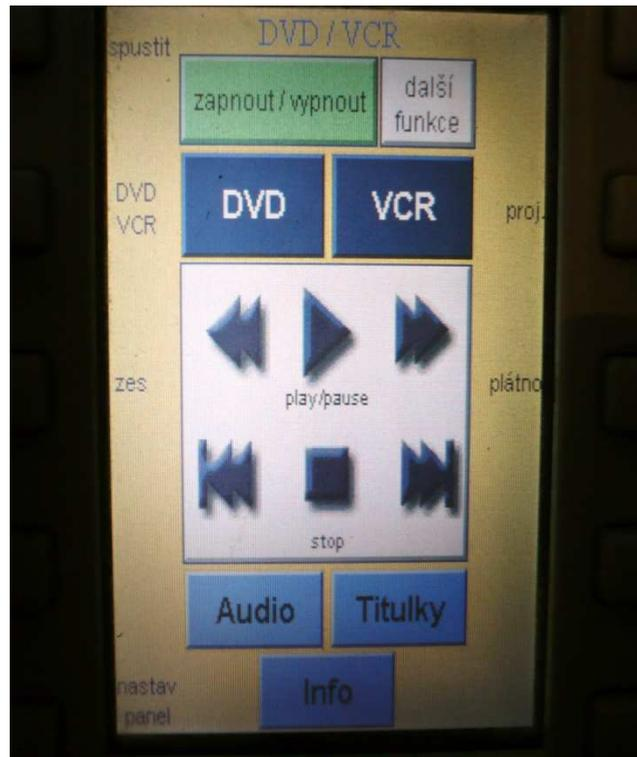 DVD / VCR
spustit
zapnout / vypnout
další
funkce
DVD
VCR
DVD
VCR
proj.
play/pause
zes
plátno
stop
Audio
Titulky
nastav
panel
Info